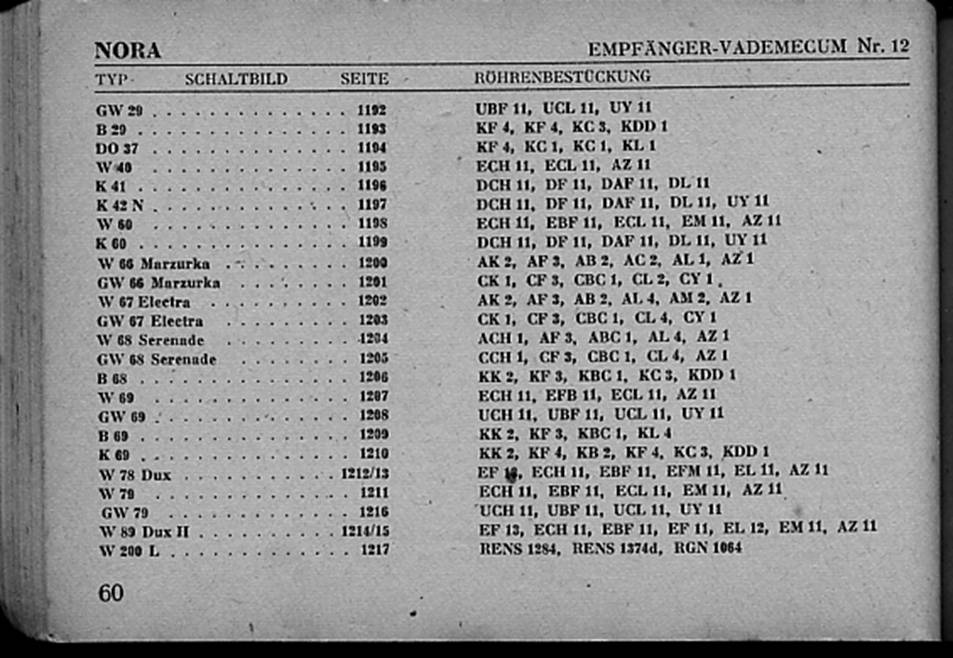 NORA EMPFÄNGER-VADEMECUM Nr. 12
TYP SCHALTBILD SEITE RÖHRENBESTÜCKUNG
GW 29 . . . . . . . . . . . . . . . 1192 UBF 11, UCL 11, UY 11
B 29 . . . . . . . . . . . . . . . . 1193 KF 4, KF 4, KC 3, KDD 1
DO 37 . . . . . . . . . . . . . . . 1194 KF 4, KC 1, KC 1, KL 1
W 40 . . . . . . . . . . . . . . . 1195 ECH 11, ECL 11, AZ 11
K 41 . . . . . . . . . . . . . . . . 1196 DCH 11, DF 11, DAF 11, DL 11
K 42 N . . . . . . . . . . . . . . . 1197 DCH 11, DF 11, DAF 11, DL 11, UY 11
W 60 . . . . . . . . . . . . . . . 1198 ECH 11, EBF 11, ECL 11, EM 11, AZ 11
K 60 . . . . . . . . . . . . . . . . 1199 DCH 11, DF 11, DAF 11, DL 11, UY 11
W 66 Marzurka . . . . . . . . . . 1200 AK 2, AF 3, AB 2, AC 2, AL 1, AZ 1
GW 66 Marzurka . . . . . . . . . 1201 CK 1, CF 3, CBC 1, CL 2, CY 1
W 67 Electra . . . . . . . . . . . 1202 AK 2, AF 3, AB 2, AL 4, AM 2, AZ 1
GW 67 Electra . . . . . . . . . . 1203 CK 1, CF 3, CBC 1, CL 4, CY 1
W 68 Serenade . . . . . . . . . . 1204 ACH 1, AF 3, ABC 1, AL 4, AZ 1
GW 68 Serenade . . . . . . . . . 1205 CCH 1, CF 3, CBC 1, CL 4, AZ 1
B 68 . . . . . . . . . . . . . . . . 1206 KK 2, KF 3, KBC 1, KC 3, KDD 1
W 69 . . . . . . . . . . . . . . . 1207 ECH 11, EFB 11, ECL 11, AZ 11
GW 69 . . . . . . . . . . . . . . . 1208 UCH 11, UBF 11, UCL 11, UY 11
B 69 . . . . . . . . . . . . . . . . 1209 KK 2, KF 3, KBC 1, KL 4
K 69 . . . . . . . . . . . . . . . . 1210 KK 2, KF 4, KB 2, KF 4, KC 3, KDD 1
W 78 Dux . . . . . . . . . . . . 1212/13 EF ECH 11, EBF 11, EFM 11, EL 11, AZ 11
W 79 . . . . . . . . . . . . . . . 1211 ECH 11, EBF 11, ECL 11, EM 11, AZ 11
GW 79 . . . . . . . . . . . . . . 1216 UCH 11, UBF 11, UCL 11, UY 11
W 89 Dux II . . . . . . . . . . . 1214/15 EF 13, ECH 11, EBF 11, EF 11, EL 12, EM 11, AZ 11
W 200 L . . . . . . . . . . . . . . 1217 RENS 1284, RENS 1374d, RGN 1064
60